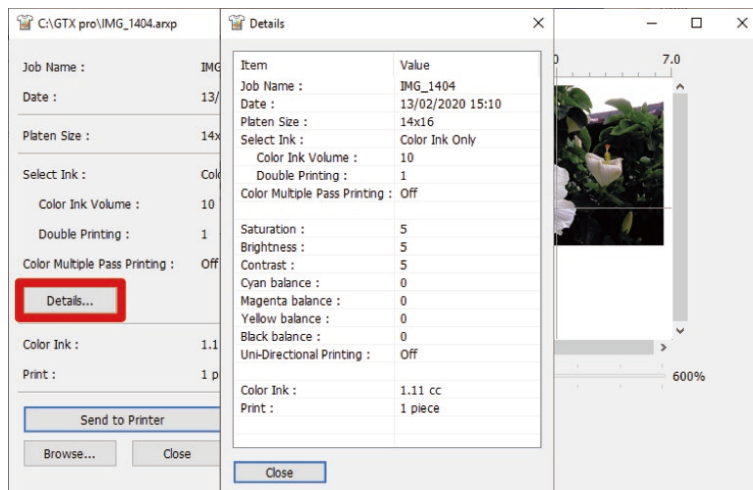 C:\GTX pro\IMG_1404.arxp
Job Name : IMG
Date : 13/
Platen Size : 14x
Select Ink : Col
Color Ink Volume : 10
Double Printing : 1
Color Multiple Pass Printing : Off
Details...
Color Ink : 1.1
Print : 1 p
Send to Printer
Browse... Close
Details
Item Value
Job Name : IMG_1404
Date : 13/02/2020 15:10
Platen Size : 14x16
Select Ink : Color Ink Only
Color Ink Volume : 10
Double Printing : 1
Color Multiple Pass Printing : Off
Saturation : 5
Brightness : 5
Contrast : 5
Cyan balance : 0
Magenta balance : 0
Yellow balance : 0
Black balance : 0
Uni-Directional Printing : Off
Color Ink : 1.11 cc
Print : 1 piece
Close
7.0
600%